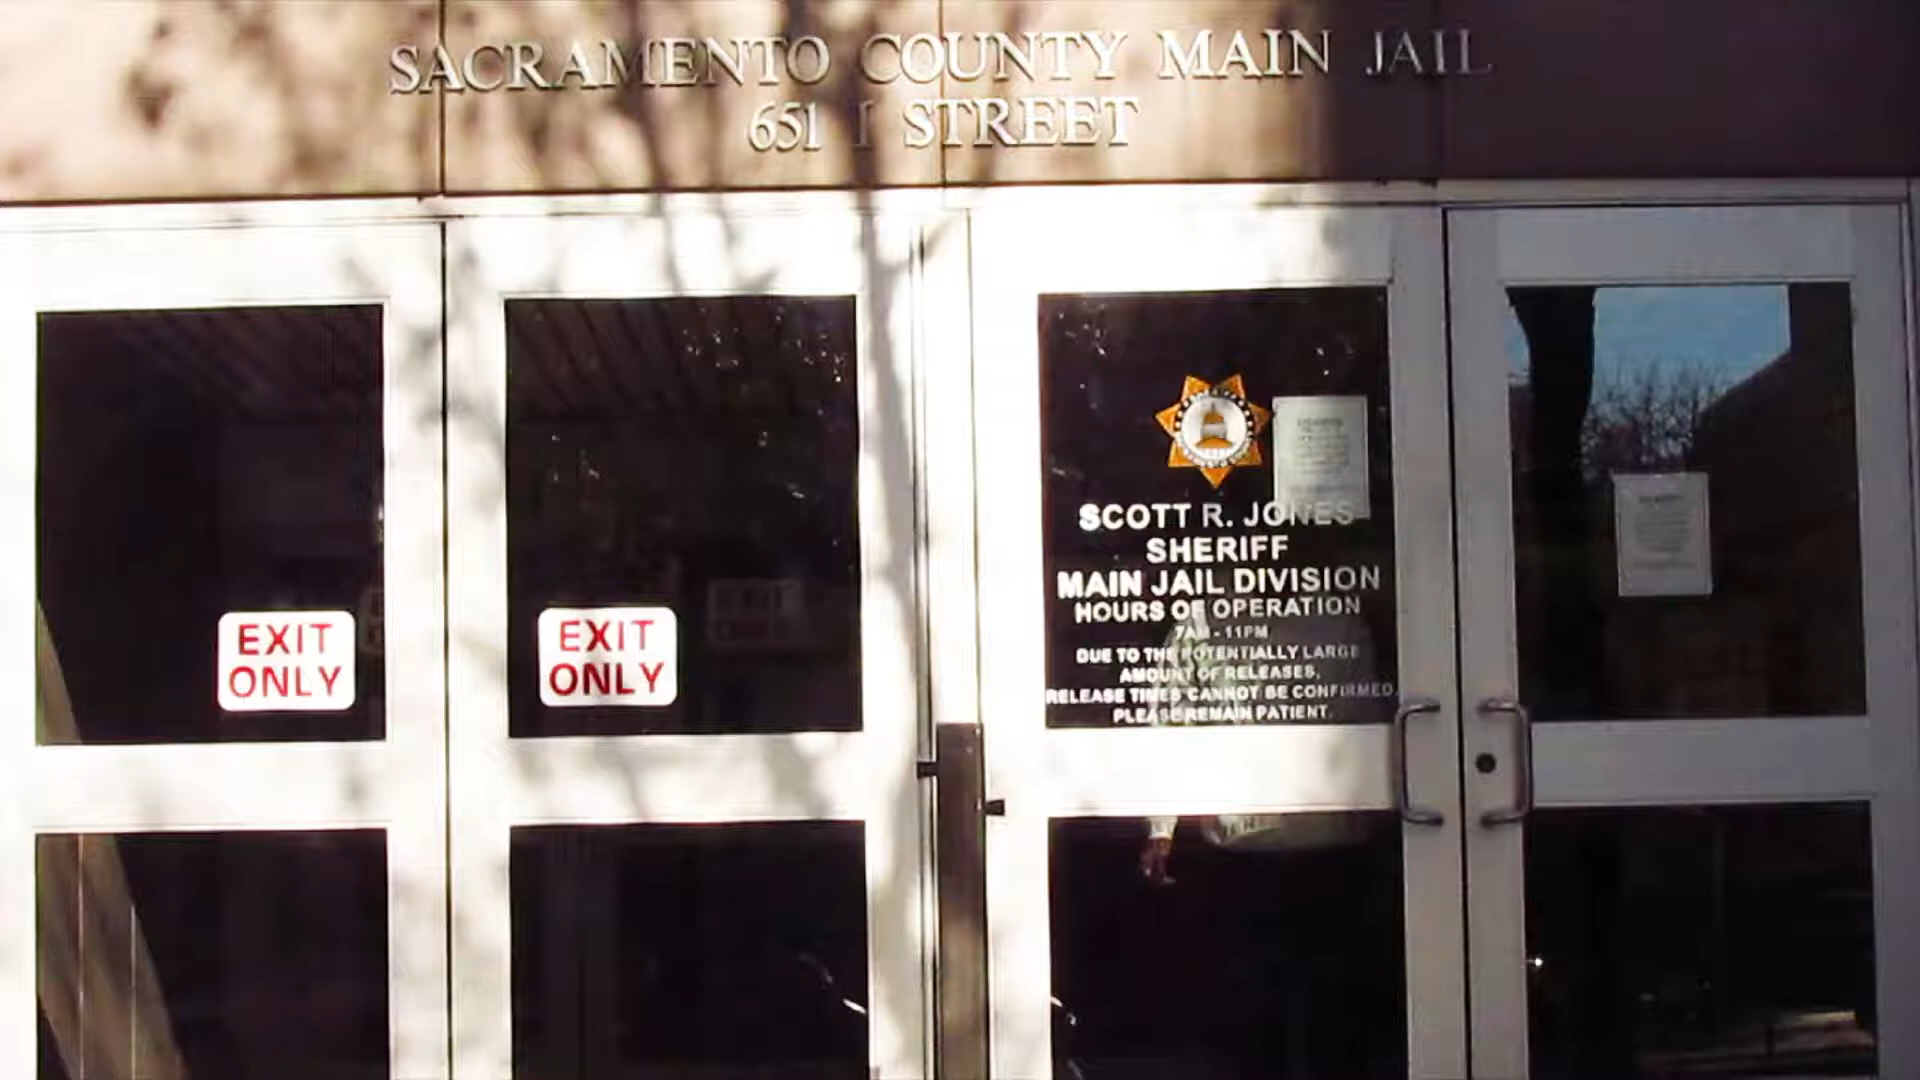 SACRAMENTO COUNTY MAIN JAIL
651 I STREET
EXIT
ONLY
EXIT
ONLY
SCOTT R. JONES
SHERIFF
MAIN JAIL DIVISION
HOURS OF OPERATION
7AM - 11PM
DUE TO THE POTENTIALLY LARGE
AMOUNT OF RELEASES,
RELEASE TIMES CANNOT BE CONFIRMED.
PLEASE REMAIN PATIENT.